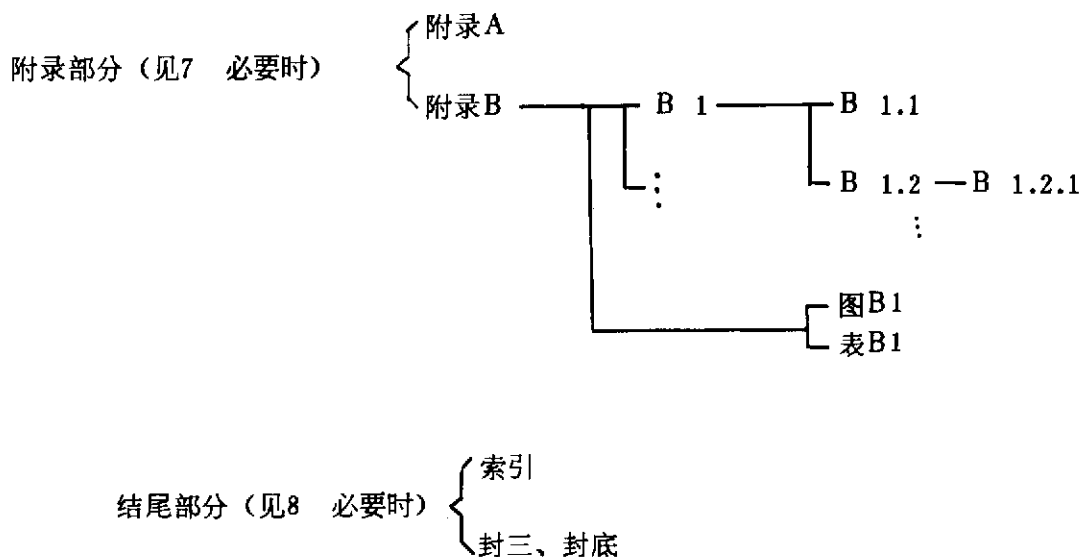 附录A
附录部分（见7 必要时）
附录B B 1 B 1.1
⋮ B 1.2 B 1.2.1
⋮
图B1
表B1
索引
结尾部分（见8 必要时）
封三、封底